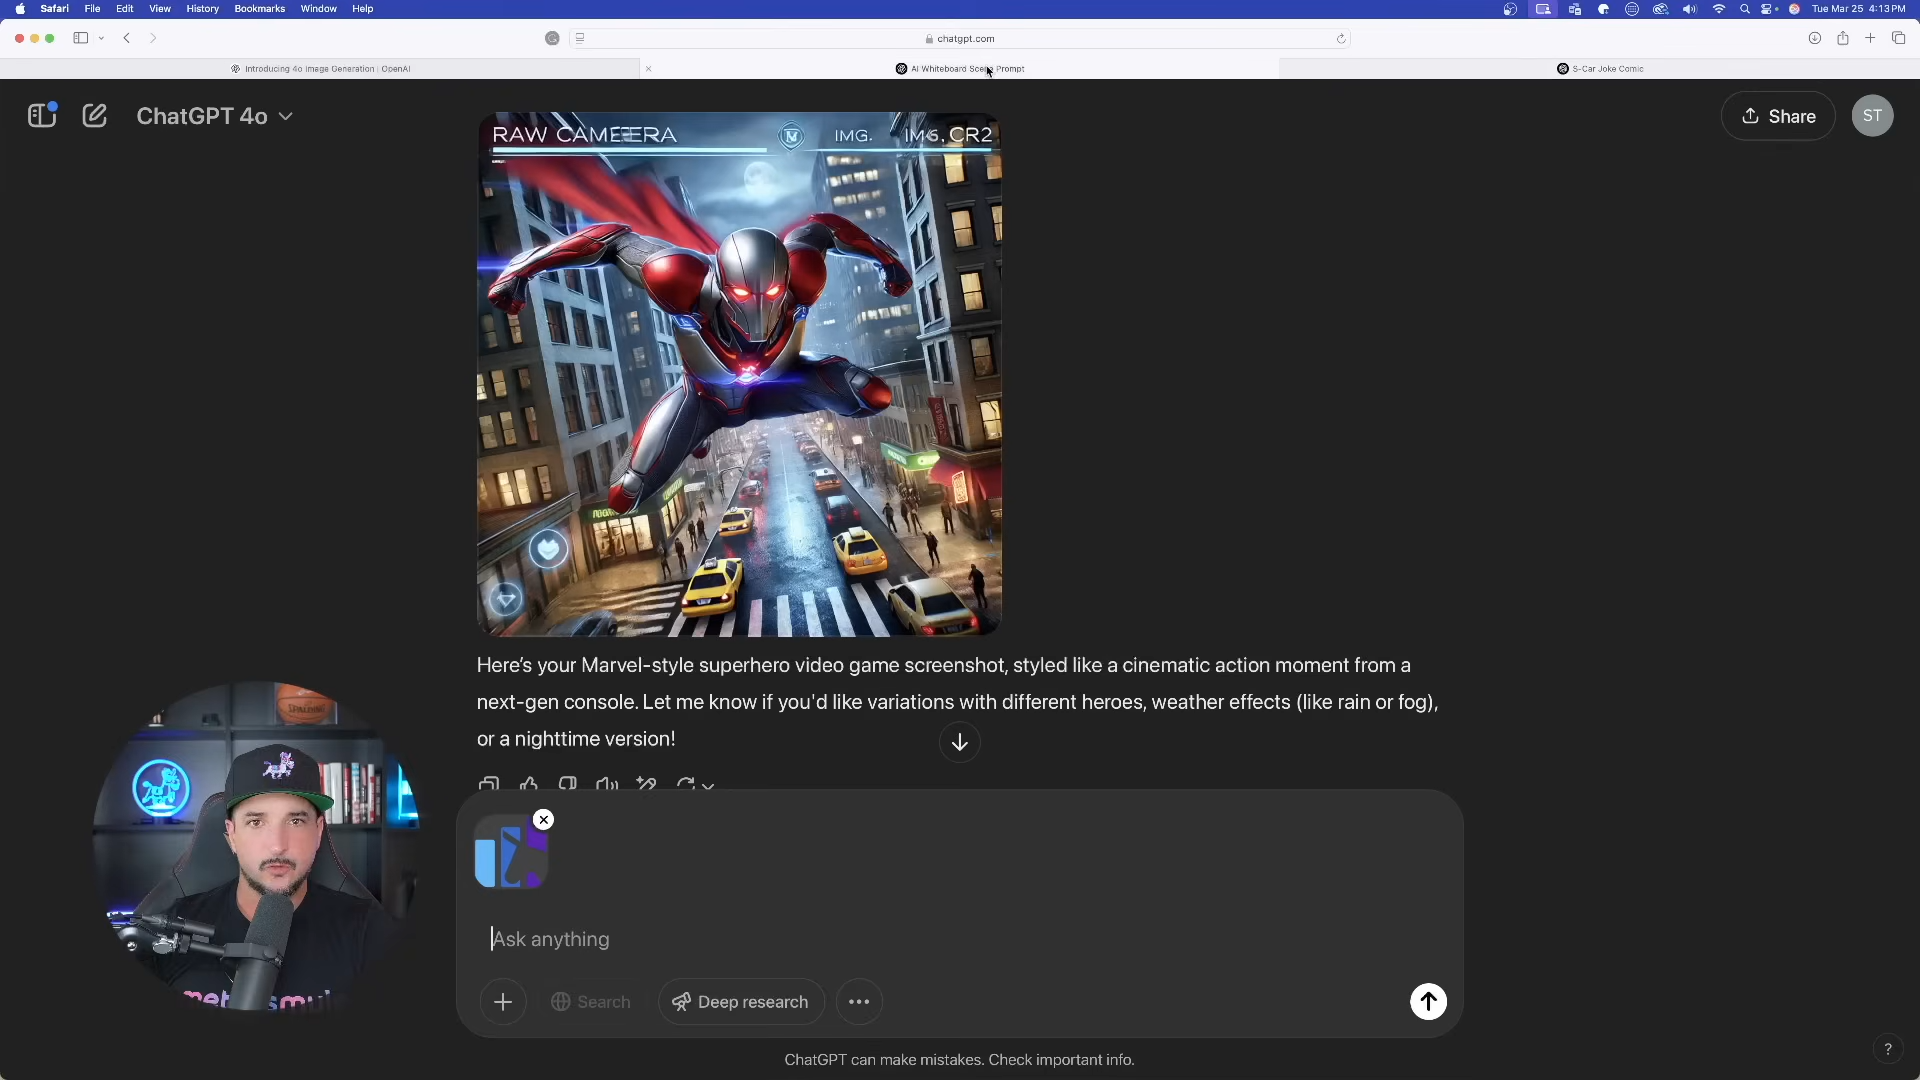 Safari File Edit View History Bookmarks Window Help
Tue Mar 25 4:13 PM
chatgpt.com
Introducing 4o Image Generation | OpenAI
AI Whiteboard Scene Prompt
S-Car Joke Comic
ChatGPT 4o
Share
ST
RAW CAMEERA
IMG.
IMG.CR2
Here's your Marvel-style superhero video game screenshot, styled like a cinematic action moment from a
next-gen console. Let me know if you'd like variations with different heroes, weather effects (like rain or fog),
or a nighttime version!
SPALDING
Ask anything
Search
Deep research
ChatGPT can make mistakes. Check important info.
?